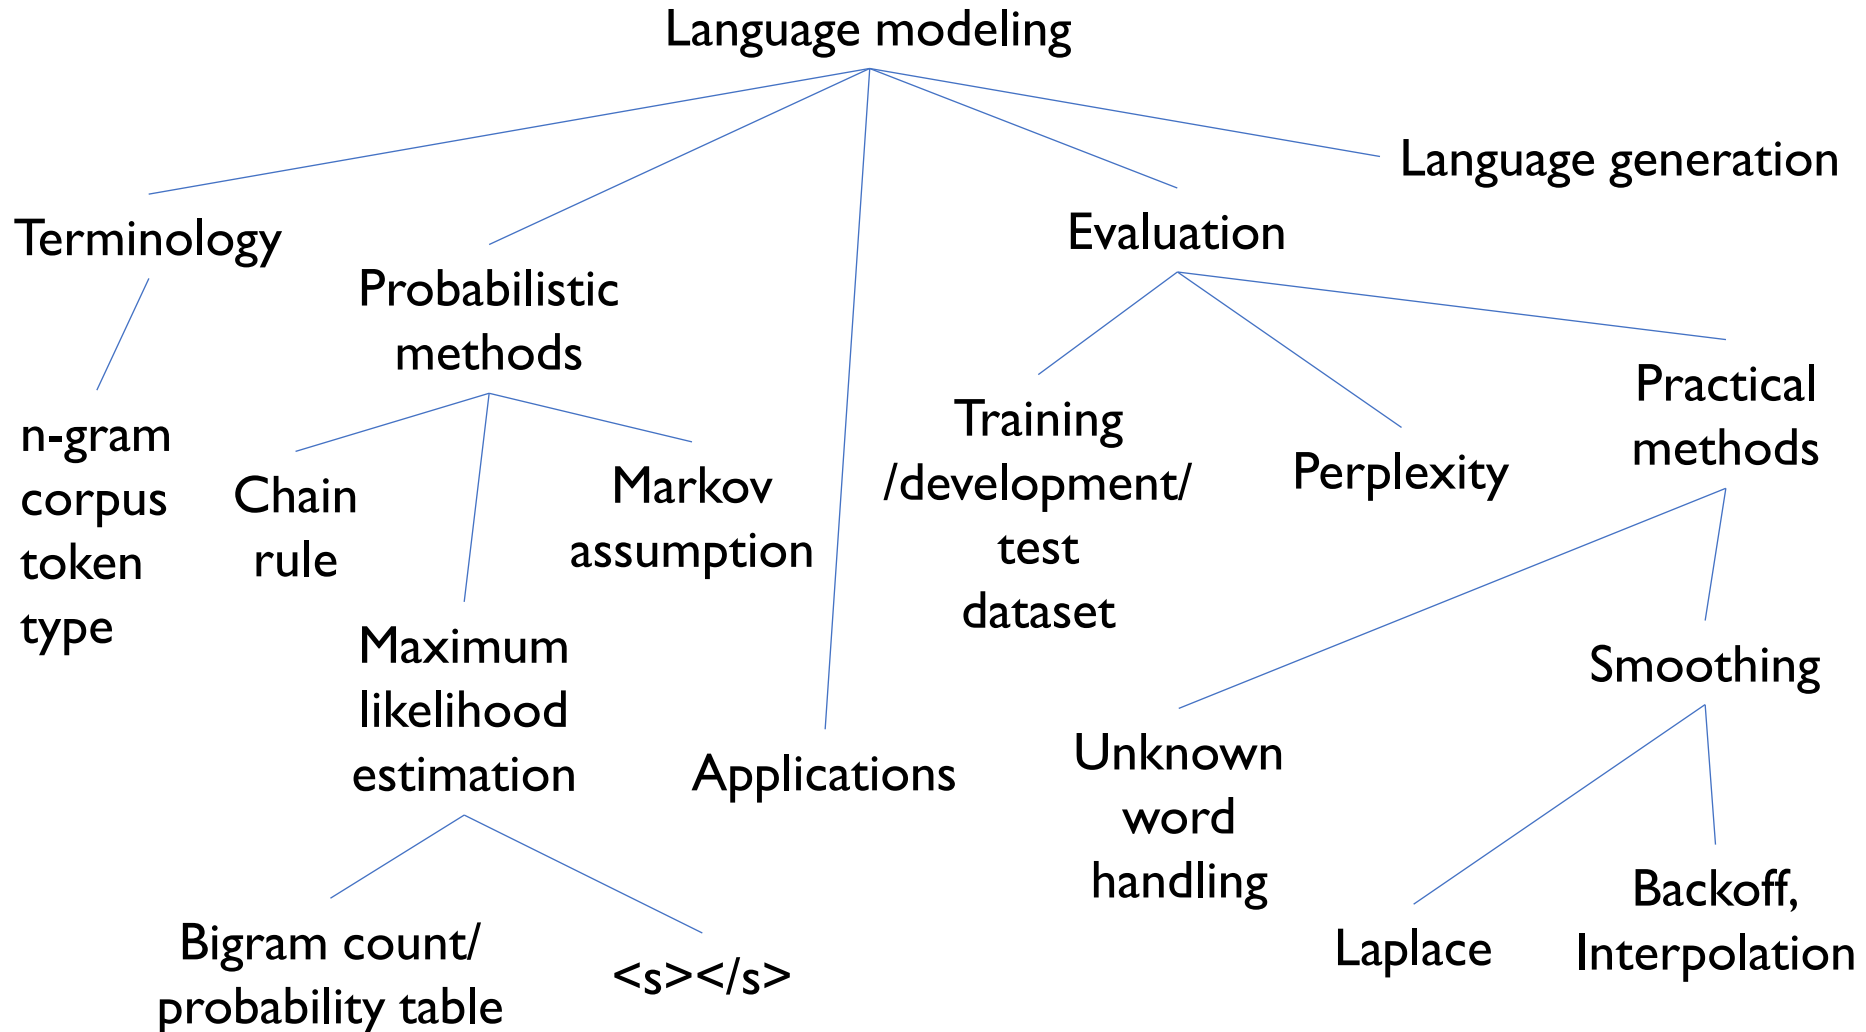 Language modeling
Language generation
Terminology
Evaluation
Probabilistic
methods
n-gram
corpus
token
type
Chain
rule
Markov
assumption
Training
/development/
test
dataset
Perplexity
Practical
methods
Maximum
likelihood
estimation
Applications
Unknown
word
handling
Smoothing
Bigram count/
probability table
<s></s>
Laplace
Backoff,
Interpolation